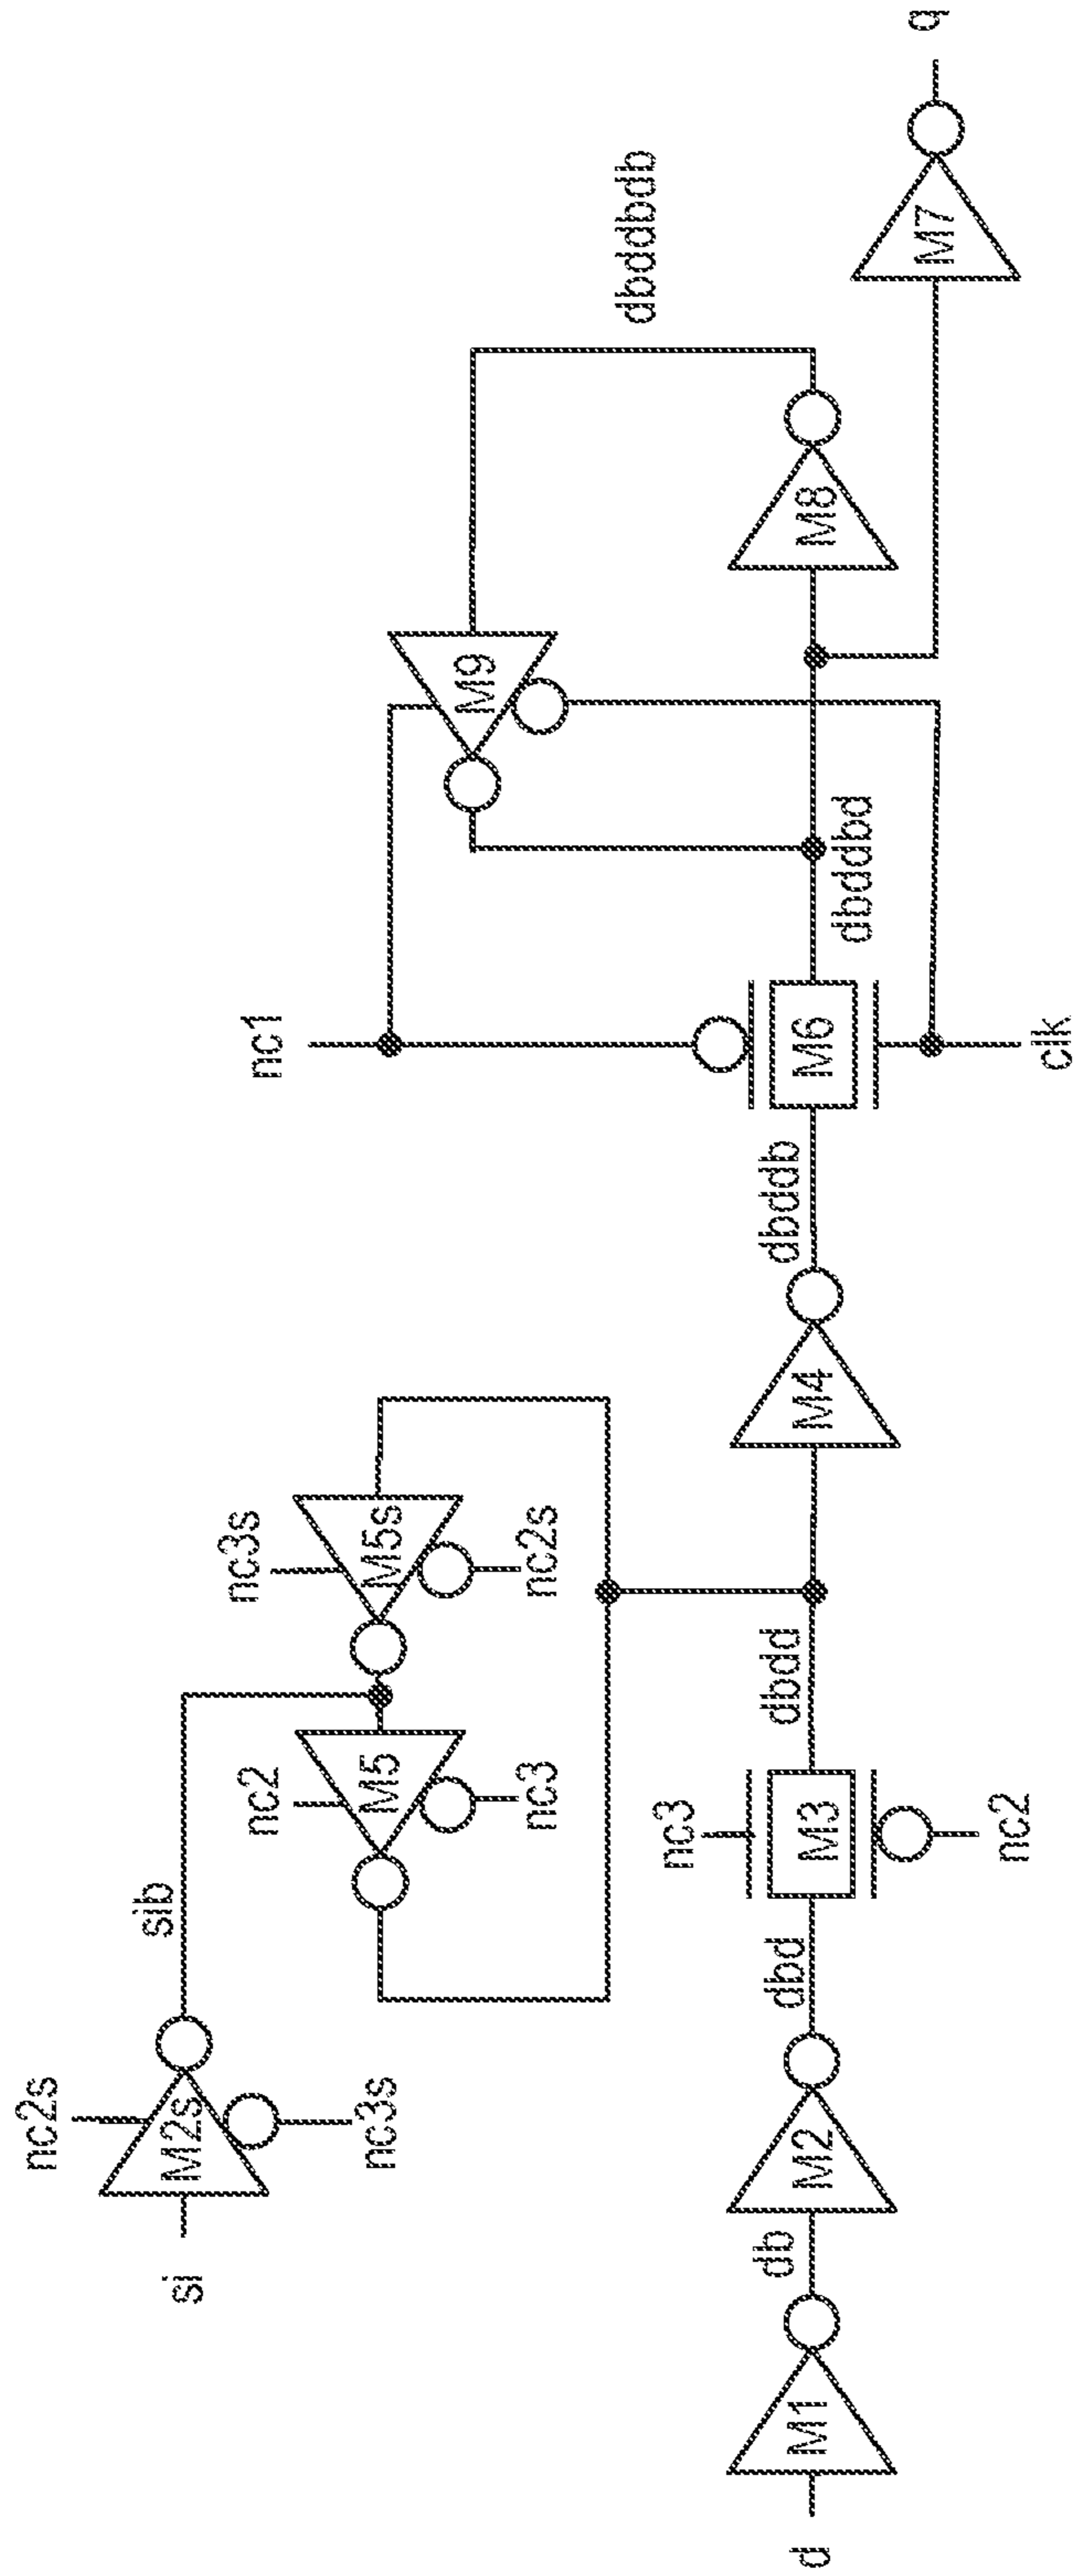 nc2s
sib
si
M2s
nc3s
nc2
nc3s
nc1
M5
M5s
M9
nc3
nc2s
dbddbdb
nc3
db
dbd
dbdd
dbddb
d
M1
M2
M3
M4
M6
M8
dbddbd
M7
q
nc2
clk